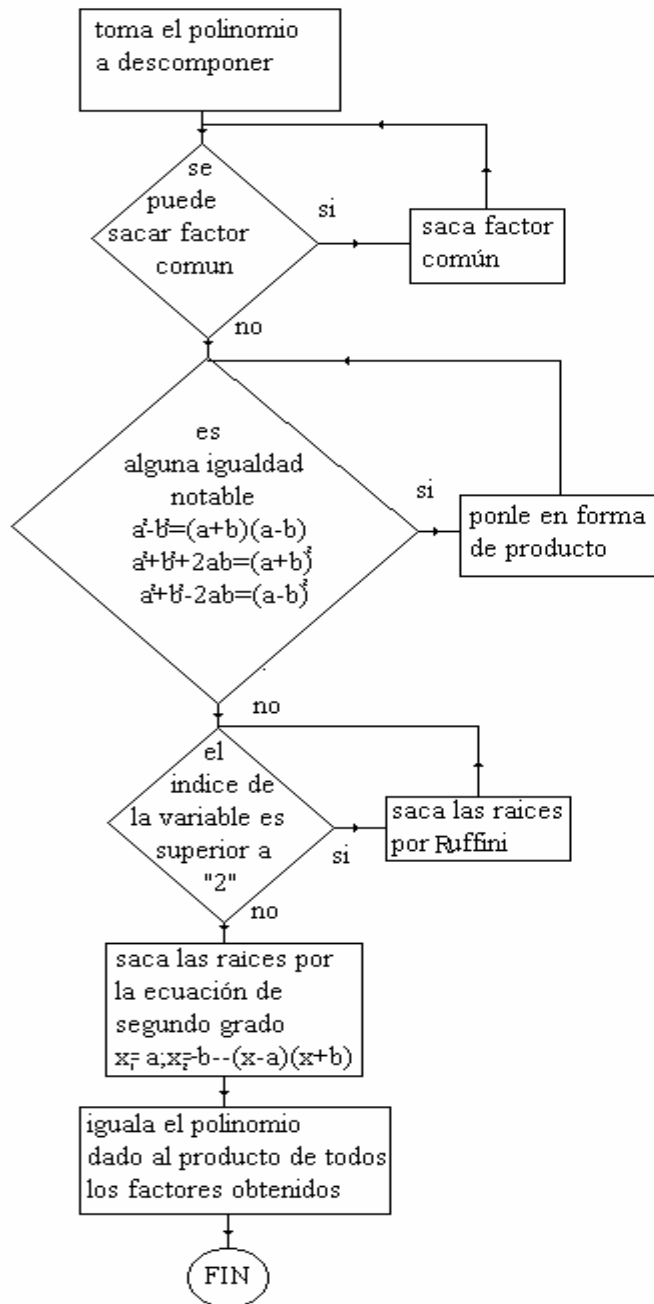 toma el polinomio
a descomponer
se
puede
sacar factor
comun
si
saca factor
común
no
es
alguna igualdad
notable
a²-b²=(a+b)(a-b)
a²+b²+2ab=(a+b)²
a²+b²-2ab=(a-b)²
si
ponle en forma
de producto
no
el
indice de
la variable es
superior a
"2"
si
saca las raices
por Ruffini
no
saca las raíces por
la ecuación de
segundo grado
x₁= a;x₂=-b--(x-a)(x+b)
iguala el polinomio
dado al producto de todos
los factores obtenidos
FIN